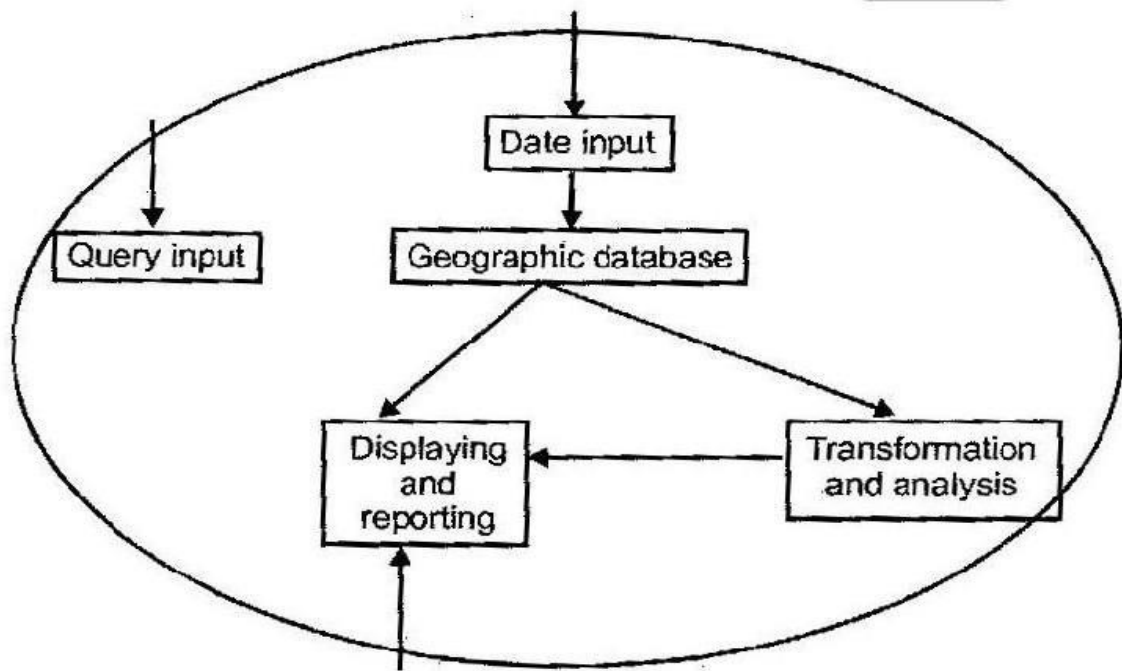 Date input
Query input
Geographic database
Displaying
and
reporting
Transformation
and analysis